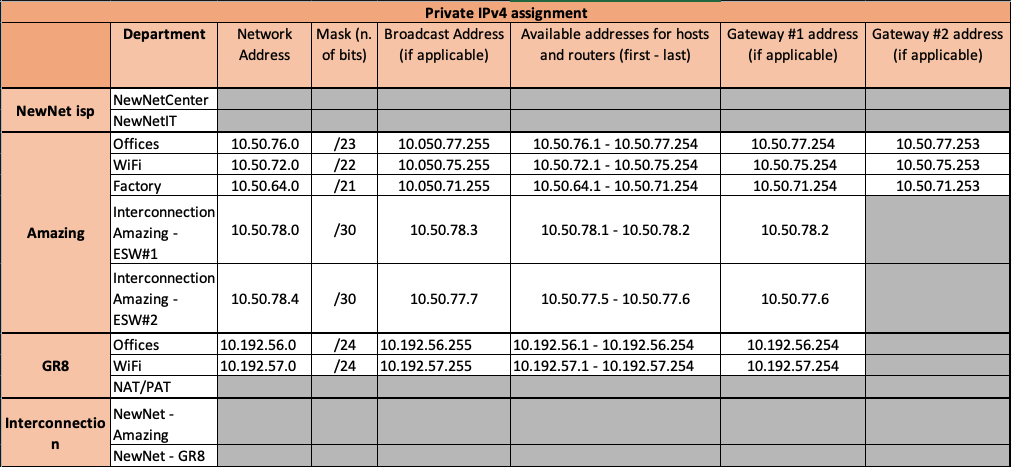 Private IPv4 assignment
Department
Network
Address
Mask (n.
of bits)
Broadcast Address
(if applicable)
Available addresses for hosts
and routers (first - last)
Gateway #1 address
(if applicable)
Gateway #2 address
(if applicable)
NewNet isp
NewNetCenter
NewNetIT
Amazing
Offices 10.50.76.0 /23 10.050.77.255 10.50.76.1 - 10.50.77.254 10.50.77.254 10.50.77.253
WiFi 10.50.72.0 /22 10.050.75.255 10.50.72.1 - 10.50.75.254 10.50.75.254 10.50.75.253
Factory 10.50.64.0 /21 10.050.71.255 10.50.64.1 - 10.50.71.254 10.50.71.254 10.50.71.253
Interconnection
Amazing -
ESW#1
10.50.78.0 /30 10.50.78.3 10.50.78.1 - 10.50.78.2 10.50.78.2
Interconnection
Amazing -
ESW#2
10.50.78.4 /30 10.50.77.7 10.50.77.5 - 10.50.77.6 10.50.77.6
GR8
Offices 10.192.56.0 /24 10.192.56.255 10.192.56.1 - 10.192.56.254 10.192.56.254
WiFi 10.192.57.0 /24 10.192.57.255 10.192.57.1 - 10.192.57.254 10.192.57.254
NAT/PAT
Interconnectio
n
NewNet -
Amazing
NewNet - GR8